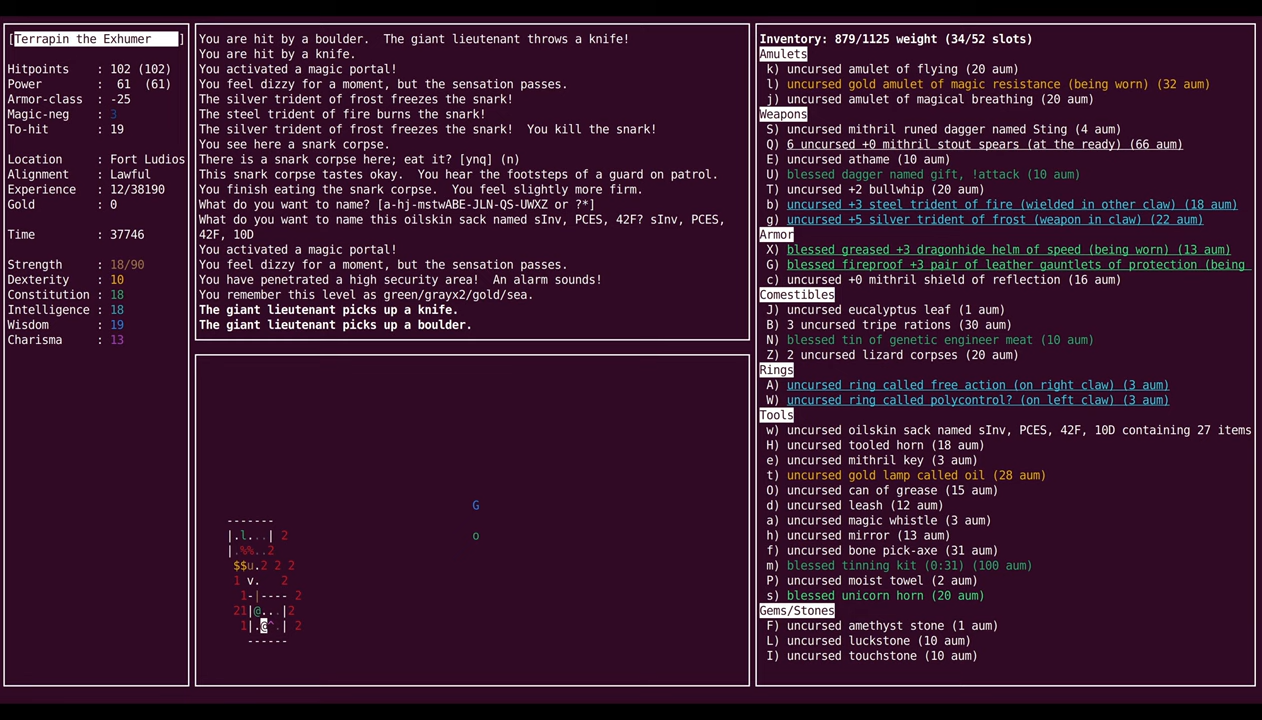 [Terrapin the Exhumer ]
Hitpoints : 102 (102)
Power : 61 (61)
Armor-class : -25
Magic-neg : 3
To-hit : 19
Location : Fort Ludios
Alignment : Lawful
Experience : 12/38190
Gold : 0
Time : 37746
Strength : 18/90
Dexterity : 10
Constitution : 18
Intelligence : 18
Wisdom : 19
Charisma : 13
You are hit by a boulder. The giant lieutenant throws a knife!
You are hit by a knife.
You activated a magic portal!
You feel dizzy for a moment, but the sensation passes.
The silver trident of frost freezes the snark!
The steel trident of fire burns the snark!
The silver trident of frost freezes the snark! You kill the snark!
You see here a snark corpse.
There is a snark corpse here; eat it? [ynq] (n)
This snark corpse tastes okay. You hear the footsteps of a guard on patrol.
You finish eating the snark corpse. You feel slightly more firm.
What do you want to name? [a-hj-mstwABE-JLN-QS-UWXZ or ?*]
What do you want to name this oilskin sack named sInv, PCES, 42F? sInv, PCES,
42F, 10D
You activated a magic portal!
You feel dizzy for a moment, but the sensation passes.
You have penetrated a high security area! An alarm sounds!
You remember this level as green/grayx2/gold/sea.
The giant lieutenant picks up a knife.
The giant lieutenant picks up a boulder.
G
-------
|.l...| 2 o
|.%%..2
$$u.2 2 2
1 v. 2
1-|---- 2
21|@...|2
1|.@^.| 2
------
Inventory: 879/1125 weight (34/52 slots)
Amulets
k) uncursed amulet of flying (20 aum)
l) uncursed gold amulet of magic resistance (being worn) (32 aum)
j) uncursed amulet of magical breathing (20 aum)
Weapons
S) uncursed mithril runed dagger named Sting (4 aum)
Q) 6 uncursed +0 mithril stout spears (at the ready) (66 aum)
E) uncursed athame (10 aum)
U) blessed dagger named gift, !attack (10 aum)
T) uncursed +2 bullwhip (20 aum)
b) uncursed +3 steel trident of fire (wielded in other claw) (18 aum)
g) uncursed +5 silver trident of frost (weapon in claw) (22 aum)
Armor
X) blessed greased +3 dragonhide helm of speed (being worn) (13 aum)
G) blessed fireproof +3 pair of leather gauntlets of protection (being
c) uncursed +0 mithril shield of reflection (16 aum)
Comestibles
J) uncursed eucalyptus leaf (1 aum)
B) 3 uncursed tripe rations (30 aum)
N) blessed tin of genetic engineer meat (10 aum)
Z) 2 uncursed lizard corpses (20 aum)
Rings
A) uncursed ring called free action (on right claw) (3 aum)
W) uncursed ring called polycontrol? (on left claw) (3 aum)
Tools
w) uncursed oilskin sack named sInv, PCES, 42F, 10D containing 27 items
H) uncursed tooled horn (18 aum)
e) uncursed mithril key (3 aum)
t) uncursed gold lamp called oil (28 aum)
O) uncursed can of grease (15 aum)
d) uncursed leash (12 aum)
a) uncursed magic whistle (3 aum)
h) uncursed mirror (13 aum)
f) uncursed bone pick-axe (31 aum)
m) blessed tinning kit (0:31) (100 aum)
P) uncursed moist towel (2 aum)
s) blessed unicorn horn (20 aum)
Gems/Stones
F) uncursed amethyst stone (1 aum)
L) uncursed luckstone (10 aum)
I) uncursed touchstone (10 aum)